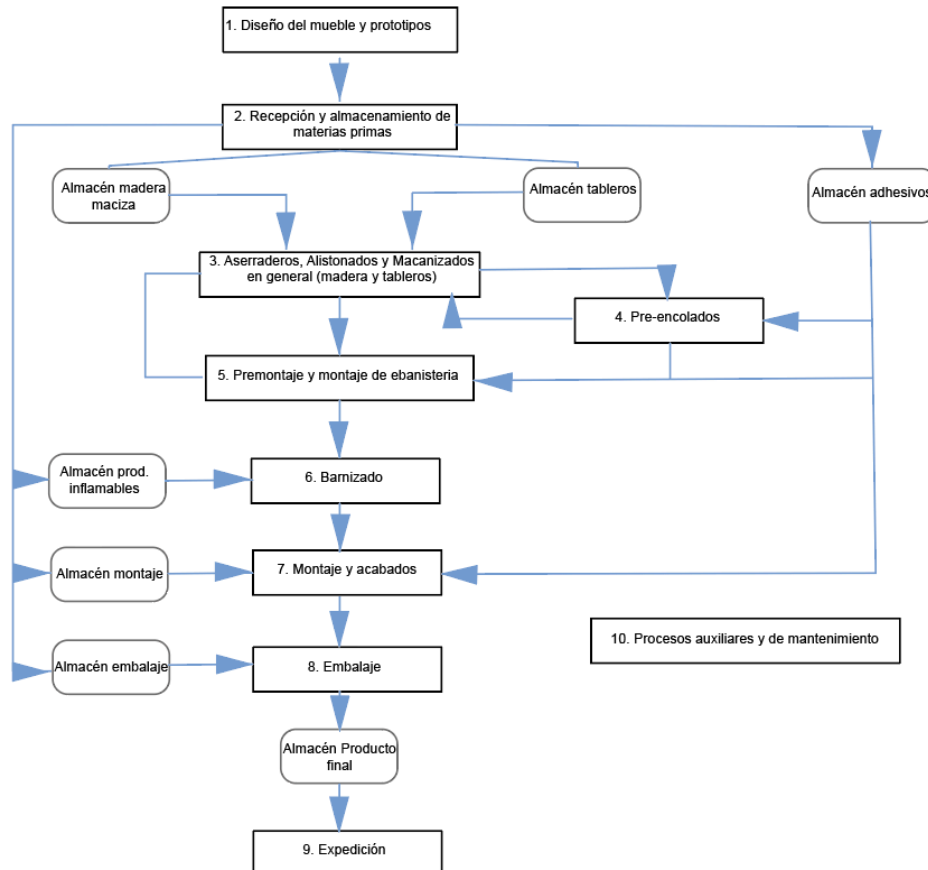 1. Diseño del mueble y prototipos
2. Recepción y almacenamiento de
materias primas
Almacén madera
maciza
Almacén tableros
Almacén adhesivos
3. Aserraderos, Alistonados y Macanizados
en general (madera y tableros)
4. Pre-encolados
5. Premontaje y montaje de ebanisteria
Almacén prod.
inflamables
6. Barnizado
Almacén montaje
7. Montaje y acabados
10. Procesos auxiliares y de mantenimiento
Almacén embalaje
8. Embalaje
Almacén Producto
final
9. Expedición